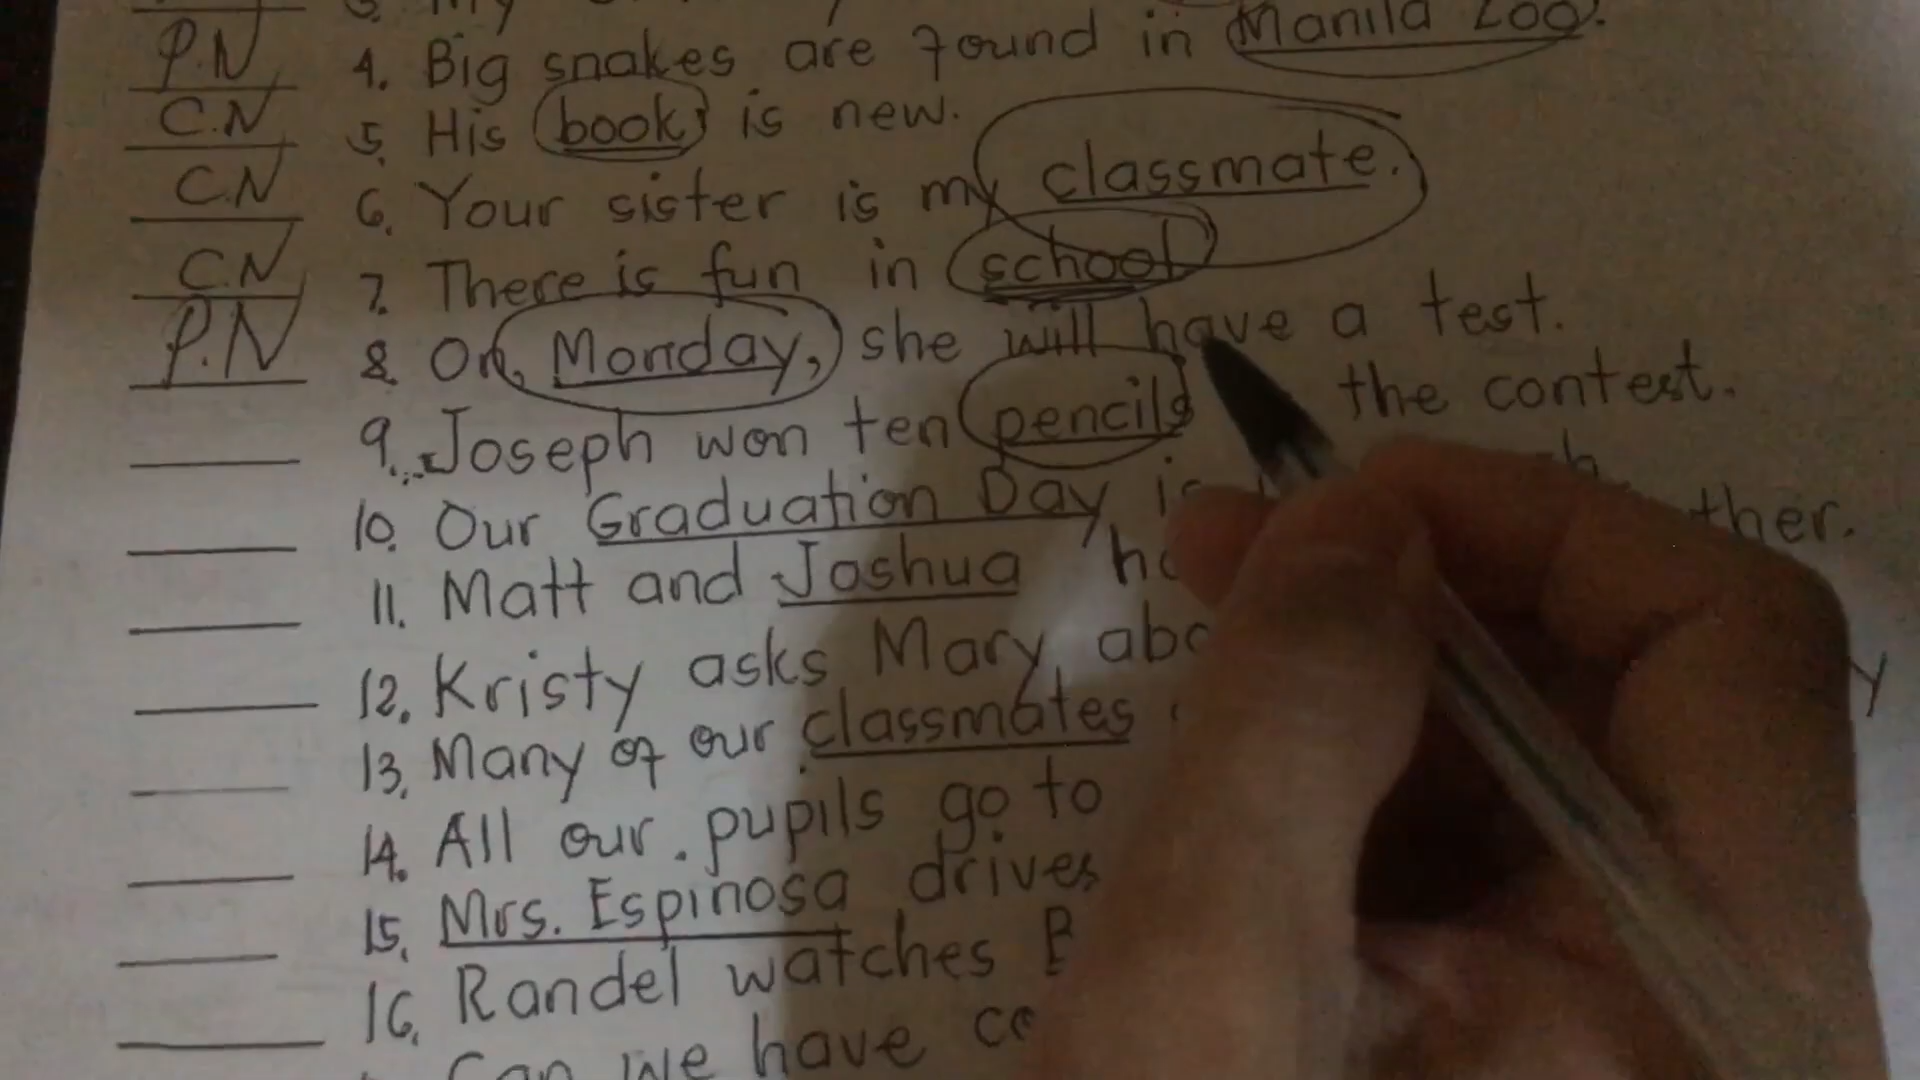 P.N 4. Big snakes are found in Manila Zoo.
C.N 5. His book is new.
C.N 6. Your sister is my classmate.
C.N 7. There is fun in school
P.N 8. On Monday, she will have a test.
9. Joseph won ten pencils the contest.
10. Our Graduation Day
11. Matt and Joshua
12. Kristy asks Mary
13. Many of our classmates
14. All our pupils go to
15. Mrs. Espinosa drives
16. Randel watches
Can we have